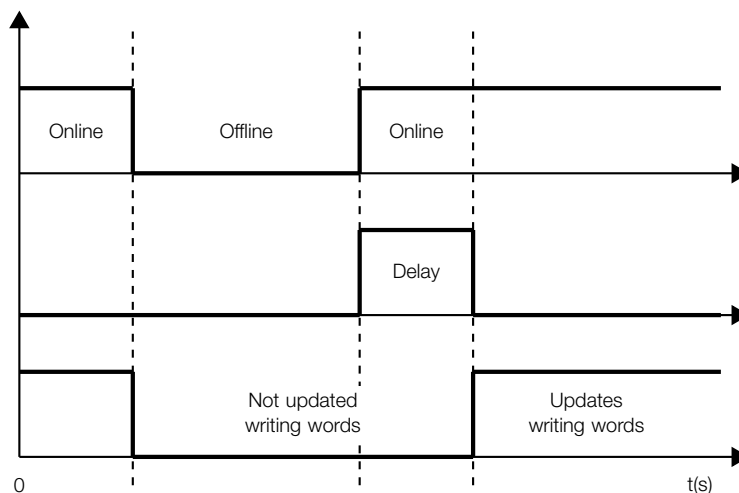 Online
Offline
Online
Delay
Not updated
writing words
Updates
writing words
0
t(s)